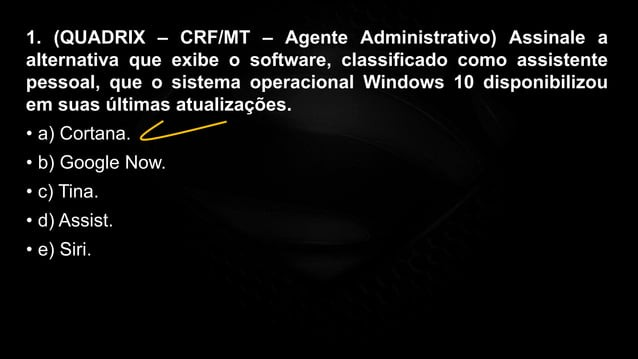 1. (QUADRIX – CRF/MT – Agente Administrativo) Assinale a
alternativa que exibe o software, classificado como assistente
pessoal, que o sistema operacional Windows 10 disponibilizou
em suas últimas atualizações.
• a) Cortana.
• b) Google Now.
• c) Tina.
• d) Assist.
• e) Siri.